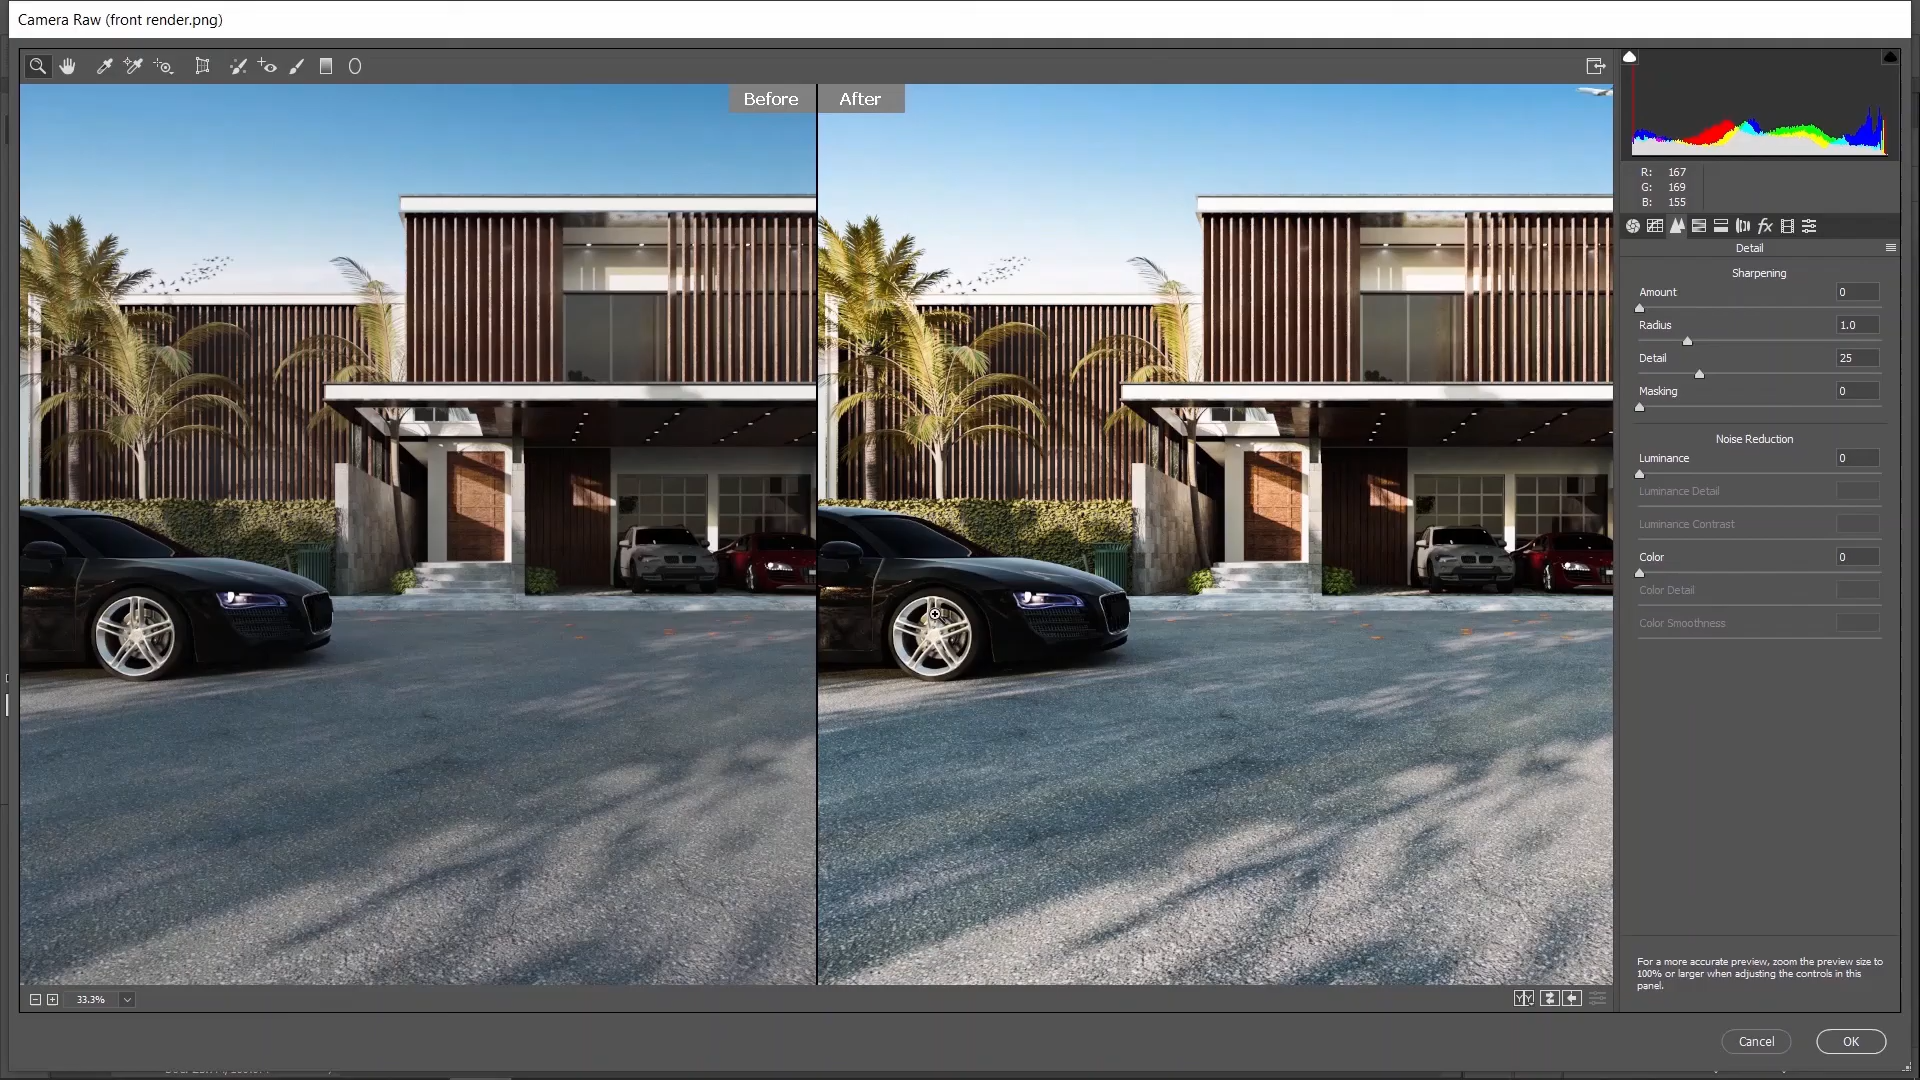 Camera Raw (front render.png)
Before
After
R: 167
G: 169
B: 155
fx
Detail
Sharpening
Amount 0
Radius 1.0
Detail 25
Masking 0
Noise Reduction
Luminance 0
Luminance Detail
Luminance Contrast
Color 0
Color Detail
Color Smoothness
For a more accurate preview, zoom the preview size to
100% or larger when adjusting the controls in this
panel.
33.3%
Y Y
Cancel
OK